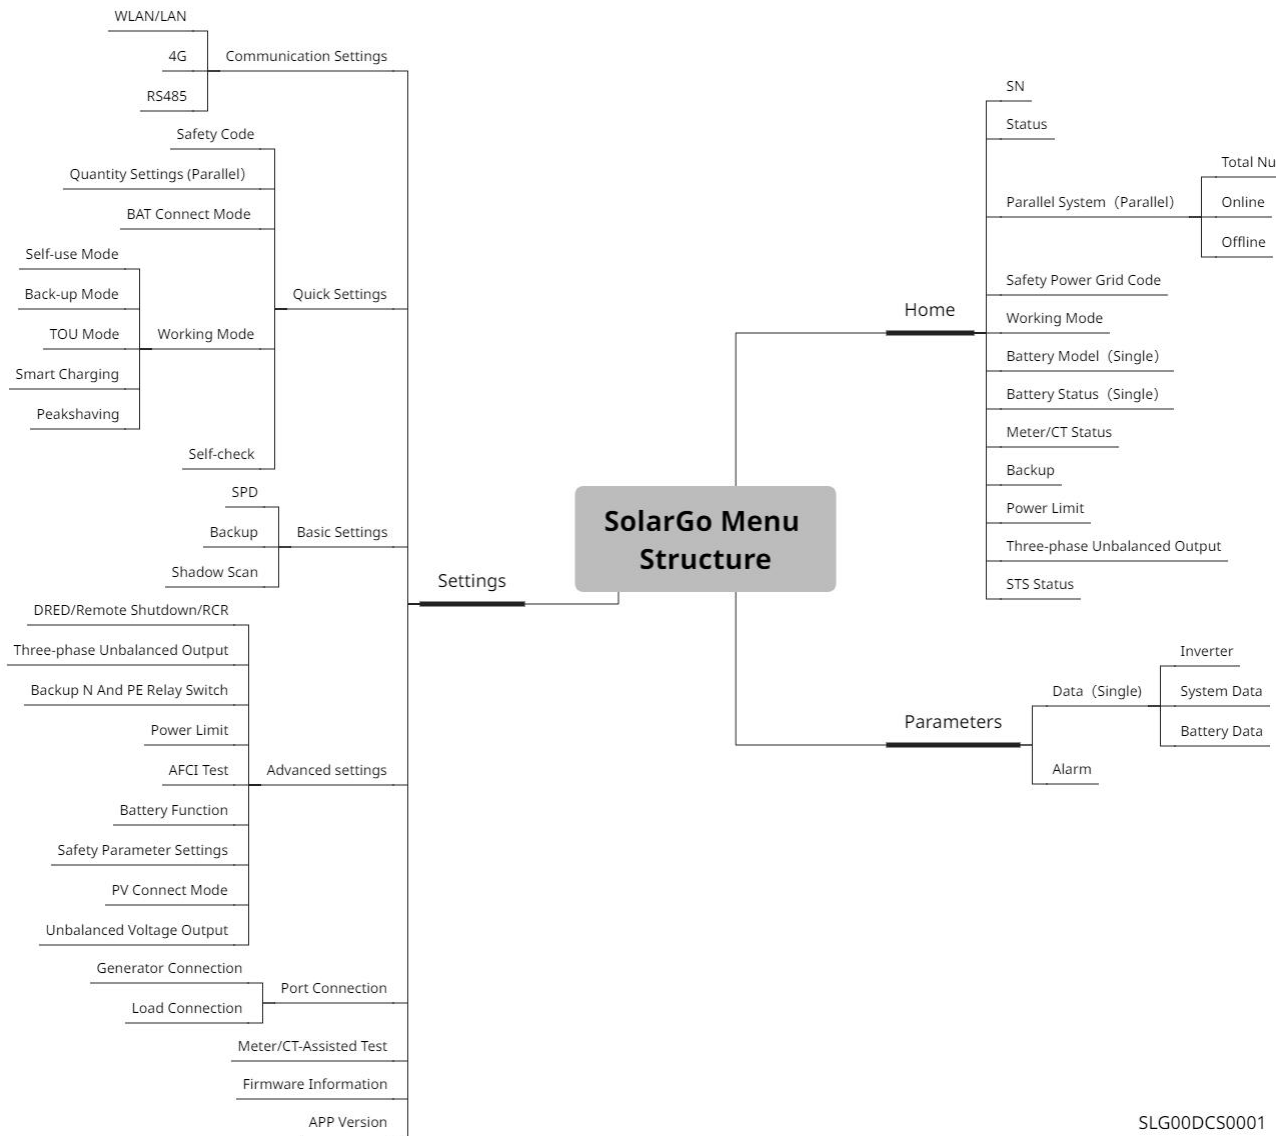 WLAN/LAN
4G
RS485
Communication Settings
Safety Code
Quantity Settings (Parallel)
BAT Connect Mode
Self-use Mode
Back-up Mode
TOU Mode
Smart Charging
Peakshaving
Working Mode
Self-check
Quick Settings
SPD
Backup
Shadow Scan
Basic Settings
DRED/Remote Shutdown/RCR
Three-phase Unbalanced Output
Backup N And PE Relay Switch
Power Limit
AFCI Test
Battery Function
Safety Parameter Settings
PV Connect Mode
Unbalanced Voltage Output
Advanced settings
Generator Connection
Load Connection
Port Connection
Meter/CT-Assisted Test
Firmware Information
APP Version
Settings
SolarGo Menu
Structure
Home
SN
Status
Parallel System（Parallel）
Total Nu
Online
Offline
Safety Power Grid Code
Working Mode
Battery Model（Single）
Battery Status（Single）
Meter/CT Status
Backup
Power Limit
Three-phase Unbalanced Output
STS Status
Parameters
Data（Single）
Inverter
System Data
Battery Data
Alarm
SLG00DCS0001